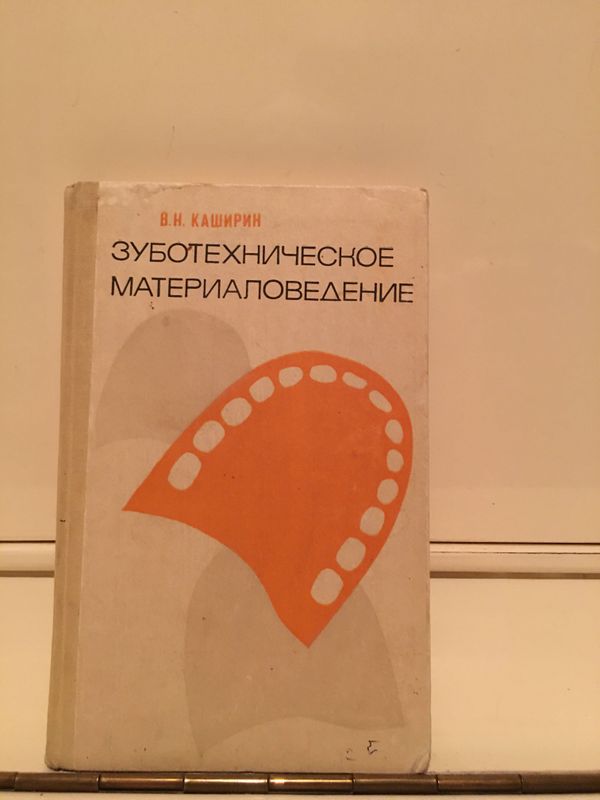 В.Н. КАШИРИН
ЗУБОТЕХНИЧЕСКОЕ
МАТЕРИАЛОВЕДЕНИЕ